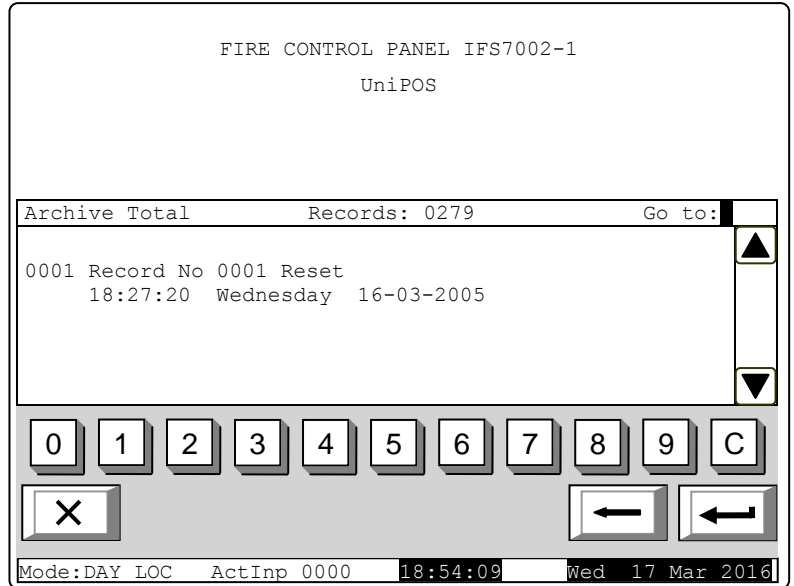 FIRE CONTROL PANEL IFS7002-1
UniPOS
Archive Total Records: 0279 Go to:
0001 Record No 0001 Reset
18:27:20 Wednesday 16-03-2005
0 1 2 3 4 5 6 7 8 9 C
Mode:DAY LOC ActInp 0000 18:54:09 Wed 17 Mar 2016